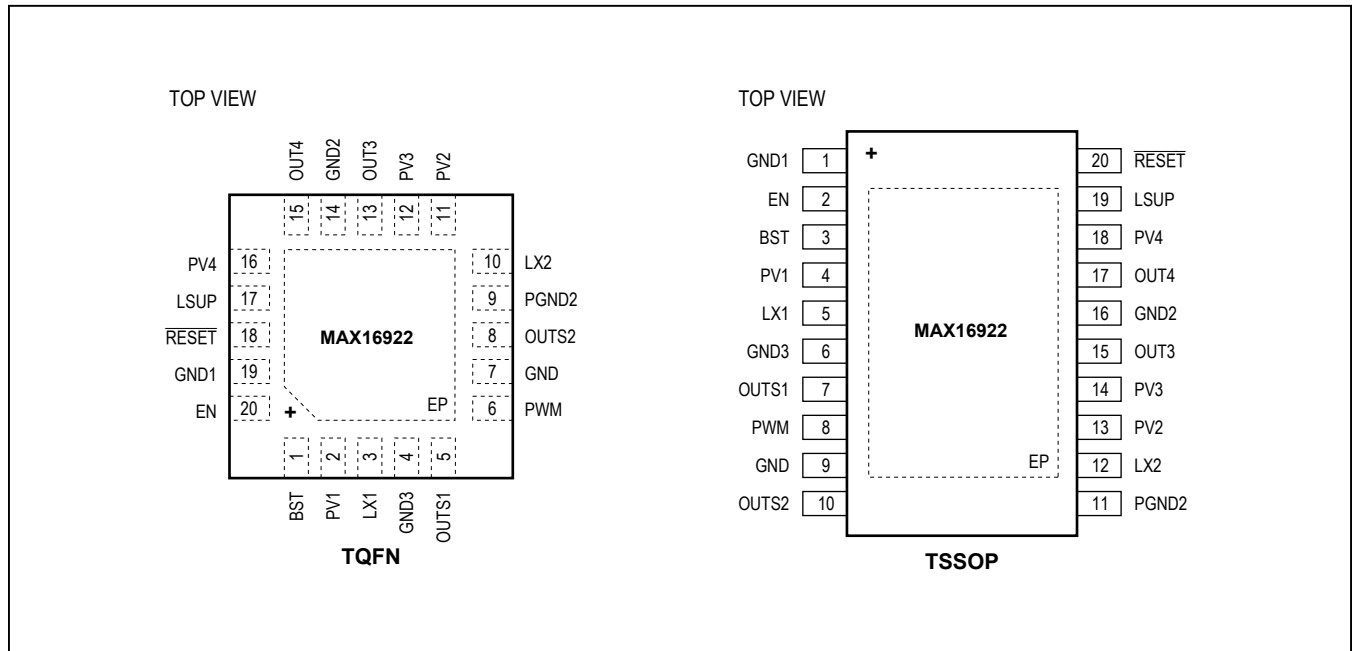 TOP VIEW
OUT4
GND2
OUT3
PV3
PV2
15
14
13
12
11
PV4 16
LSUP 17
RESET 18
GND1 19
EN 20
MAX16922
EP
+
10 LX2
9 PGND2
8 OUTS2
7 GND
6 PWM
1
2
3
4
5
BST
PV1
LX1
GND3
OUTS1
TQFN
TOP VIEW
+
GND1 1
EN 2
BST 3
PV1 4
LX1 5
GND3 6
OUTS1 7
PWM 8
GND 9
OUTS2 10
MAX16922
EP
20 RESET
19 LSUP
18 PV4
17 OUT4
16 GND2
15 OUT3
14 PV3
13 PV2
12 LX2
11 PGND2
TSSOP